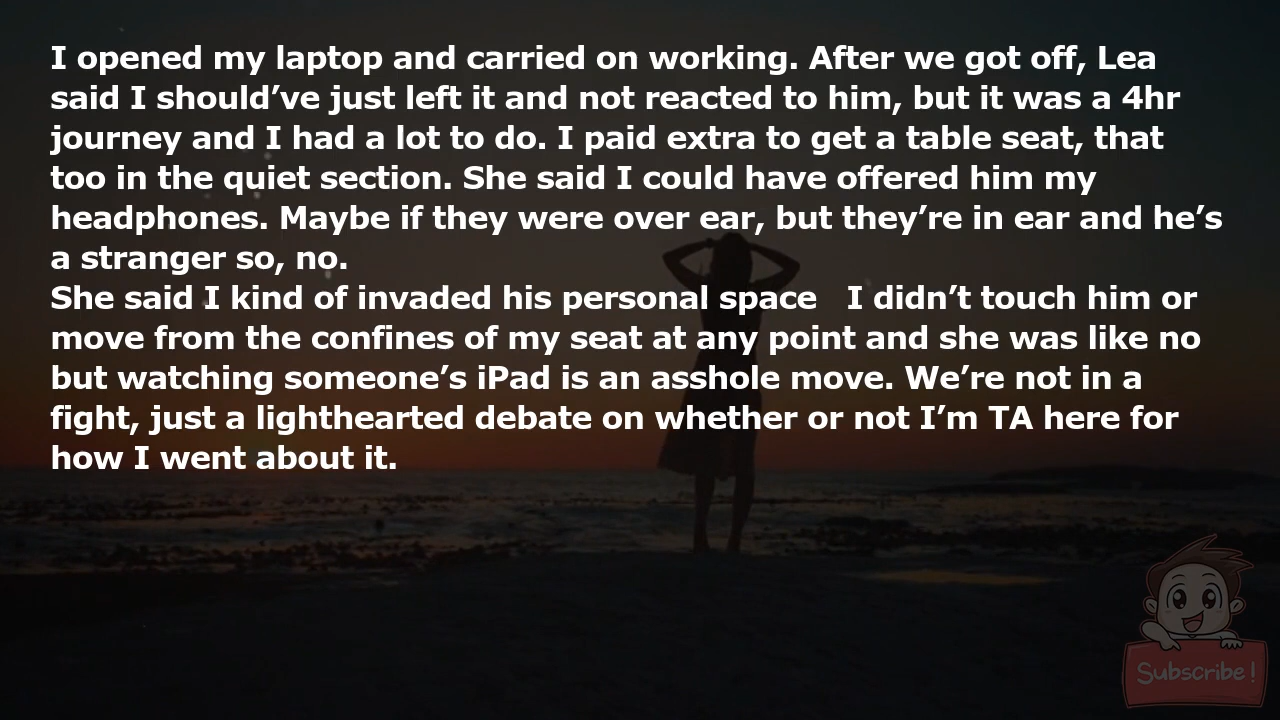 I opened my laptop and carried on working. After we got off, Lea
said I should’ve just left it and not reacted to him, but it was a 4hr
journey and I had a lot to do. I paid extra to get a table seat, that
too in the quiet section. She said I could have offered him my
headphones. Maybe if they were over ear, but they’re in ear and he’s
a stranger so, no.
She said I kind of invaded his personal space   I didn’t touch him or
move from the confines of my seat at any point and she was like no
but watching someone’s iPad is an asshole move. We’re not in a
fight, just a lighthearted debate on whether or not I’m TA here for
how I went about it.
Subscribe!